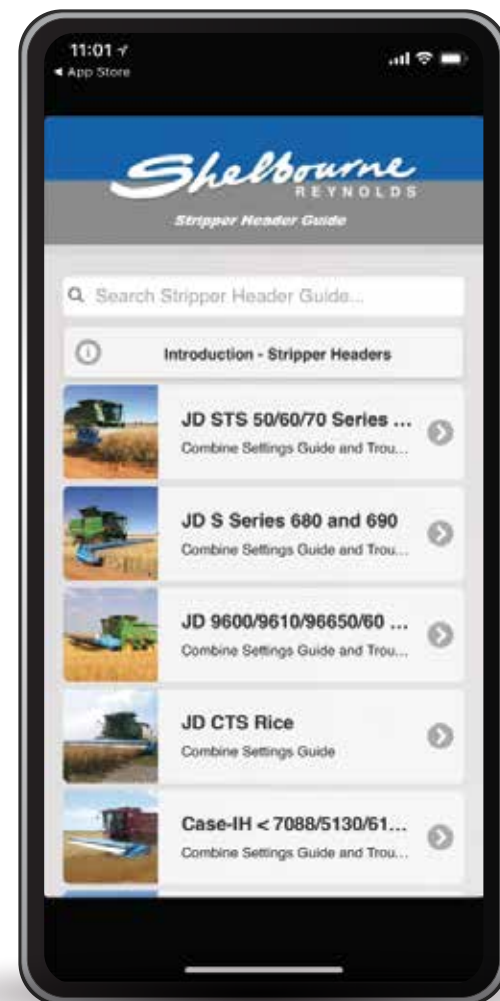 11:01
App Store
Shelbourne
REYNOLDS
Stripper Header Guide
Search Stripper Header Guide...
Introduction - Stripper Headers
JD STS 50/60/70 Series ...
Combine Settings Guide and Trou...
JD S Series 680 and 690
Combine Settings Guide and Trou...
JD 9600/9610/96650/60 ...
Combine Settings Guide and Trou...
JD CTS Rice
Combine Settings Guide
Case-IH < 7088/5130/61...
Combine Settings Guide and Trou...